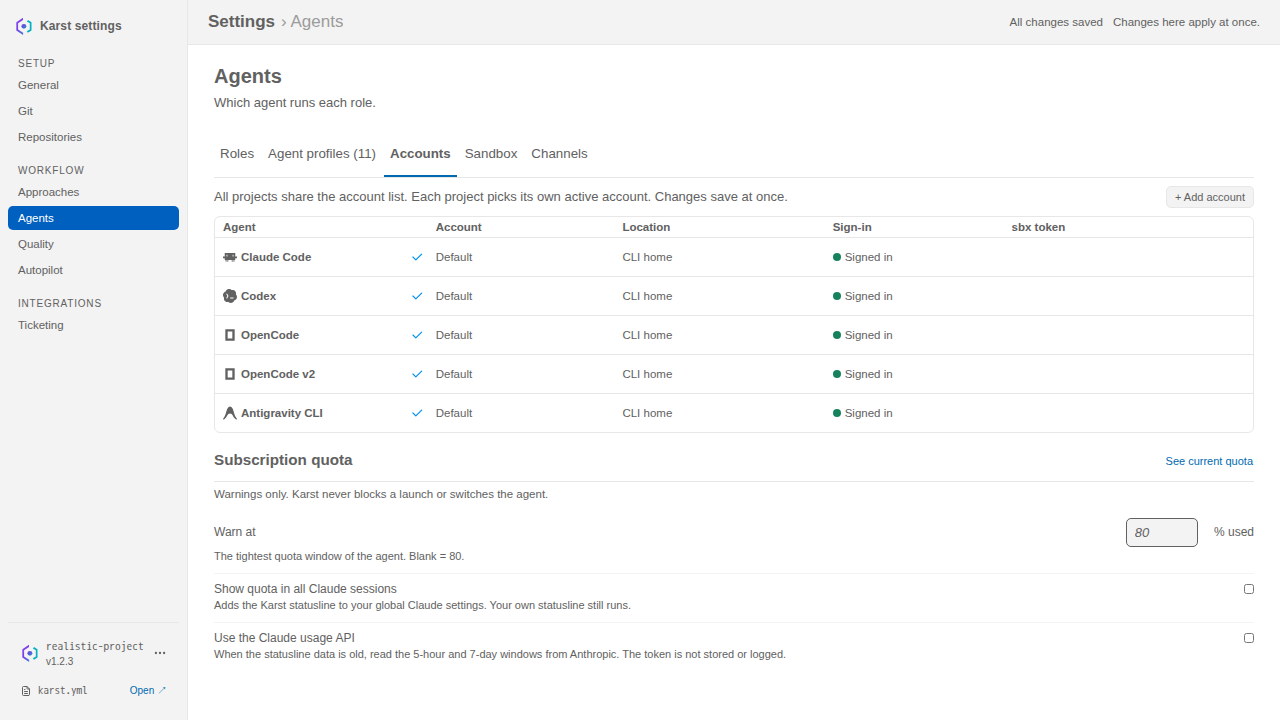 Karst settings
SETUP
General
Git
Repositories
WORKFLOW
Approaches
Agents
Quality
Autopilot
INTEGRATIONS
Ticketing
realistic-project
v1.2.3
karst.yml
Open ↗
Settings › Agents
All changes saved Changes here apply at once.
Agents
Which agent runs each role.
Roles Agent profiles (11) Accounts Sandbox Channels
All projects share the account list. Each project picks its own active account. Changes save at once.
+ Add account
Agent Account Location Sign-in sbx token
Claude Code Default CLI home Signed in
Codex Default CLI home Signed in
OpenCode Default CLI home Signed in
OpenCode v2 Default CLI home Signed in
Antigravity CLI Default CLI home Signed in
Subscription quota
See current quota
Warnings only. Karst never blocks a launch or switches the agent.
Warn at 80 % used
The tightest quota window of the agent. Blank = 80.
Show quota in all Claude sessions
Adds the Karst statusline to your global Claude settings. Your own statusline still runs.
Use the Claude usage API
When the statusline data is old, read the 5-hour and 7-day windows from Anthropic. The token is not stored or logged.